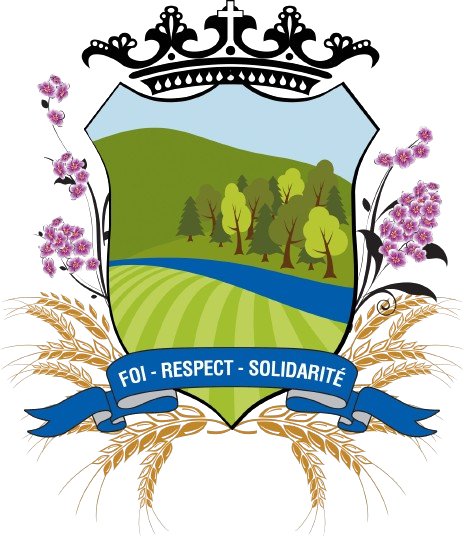 FOI - RESPECT - SOLIDARITÉ